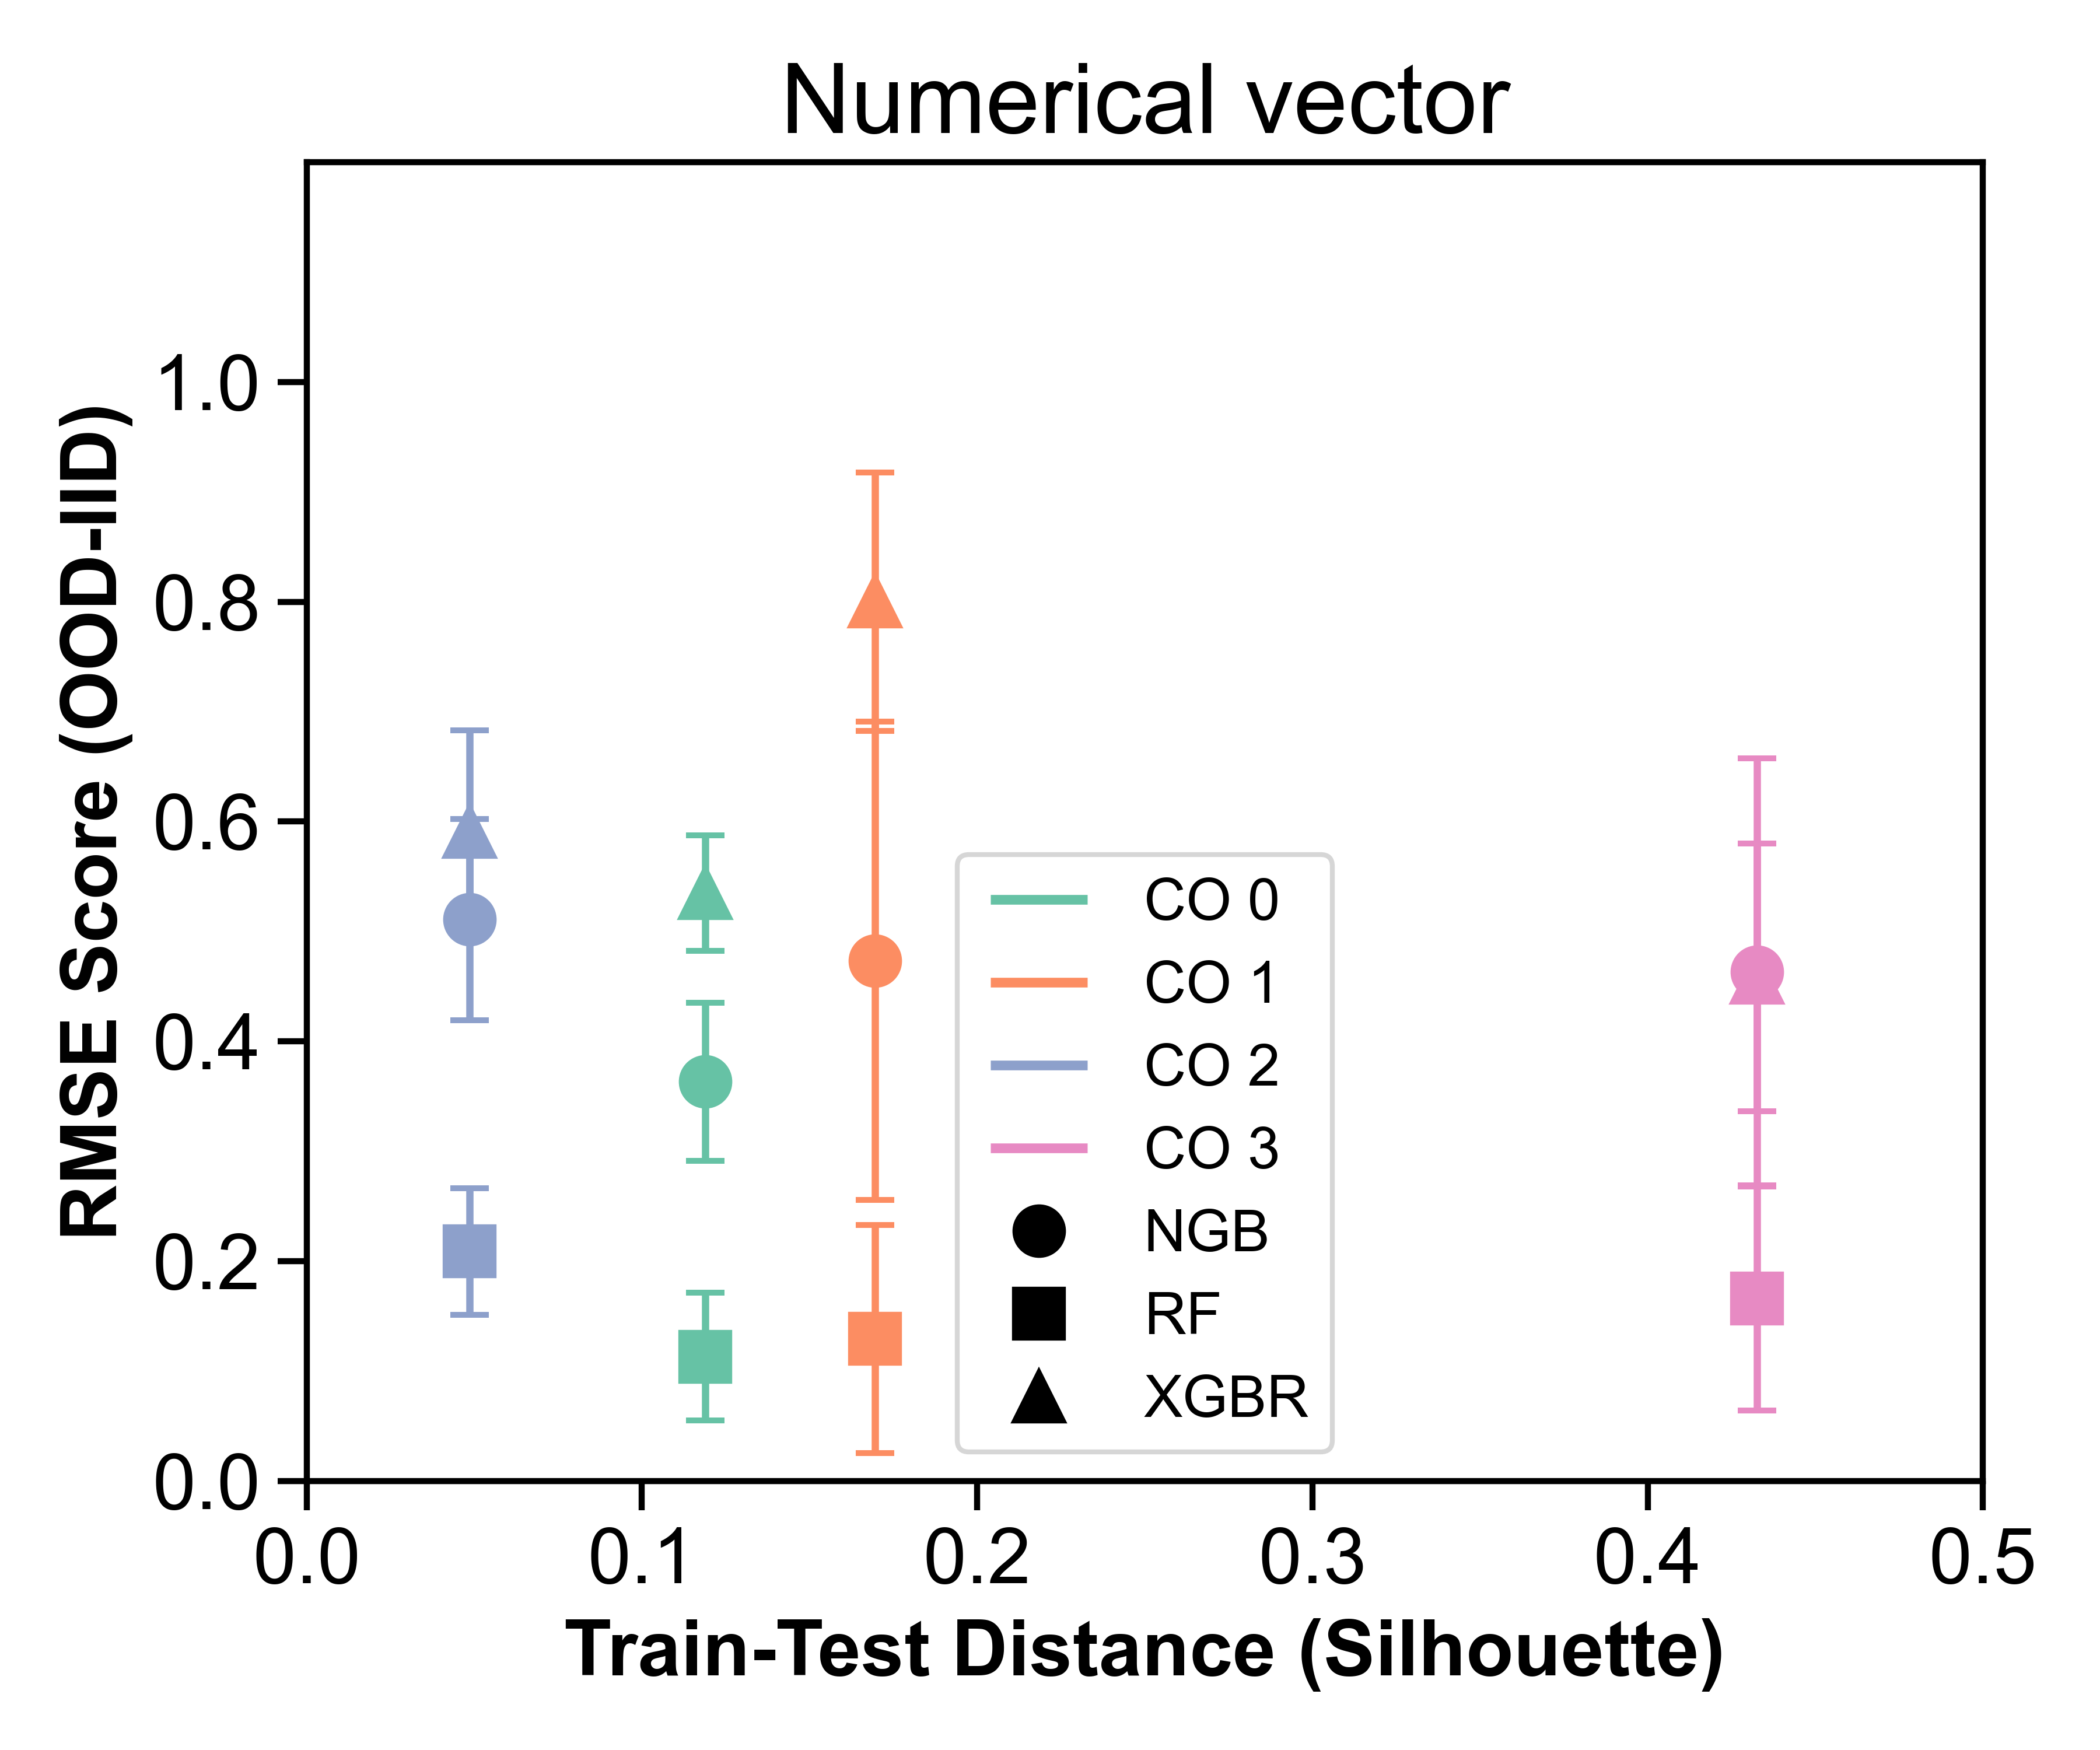 Numerical vector
RMSE Score (OOD-IID)
1.0
0.8
0.6
0.4
0.2
0.0
CO 0
CO 1
CO 2
CO 3
NGB
RF
XGBR
0.0 0.1 0.2 0.3 0.4 0.5
Train-Test Distance (Silhouette)